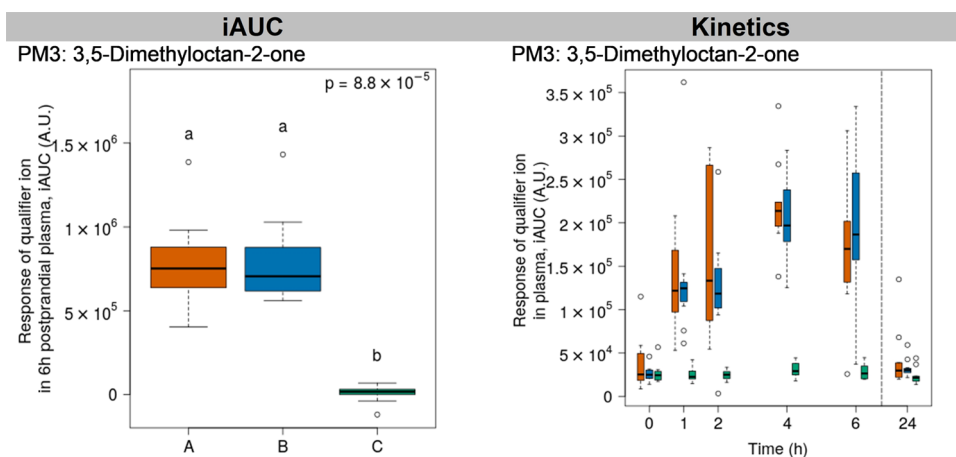 iAUC
PM3: 3,5-Dimethyloctan-2-one
p = 8.8 × 10⁻⁵
Response of qualifier ion
in 6h postprandial plasma, iAUC (A.U.)
1.5 × 10⁶
1 × 10⁶
5 × 10⁵
0
a
a
b
A B C
Kinetics
PM3: 3,5-Dimethyloctan-2-one
Response of qualifier ion
in plasma, iAUC (A.U.)
3.5 × 10⁵
3 × 10⁵
2.5 × 10⁵
2 × 10⁵
1.5 × 10⁵
1 × 10⁵
5 × 10⁴
0
0 1 2 4 6 24
Time (h)